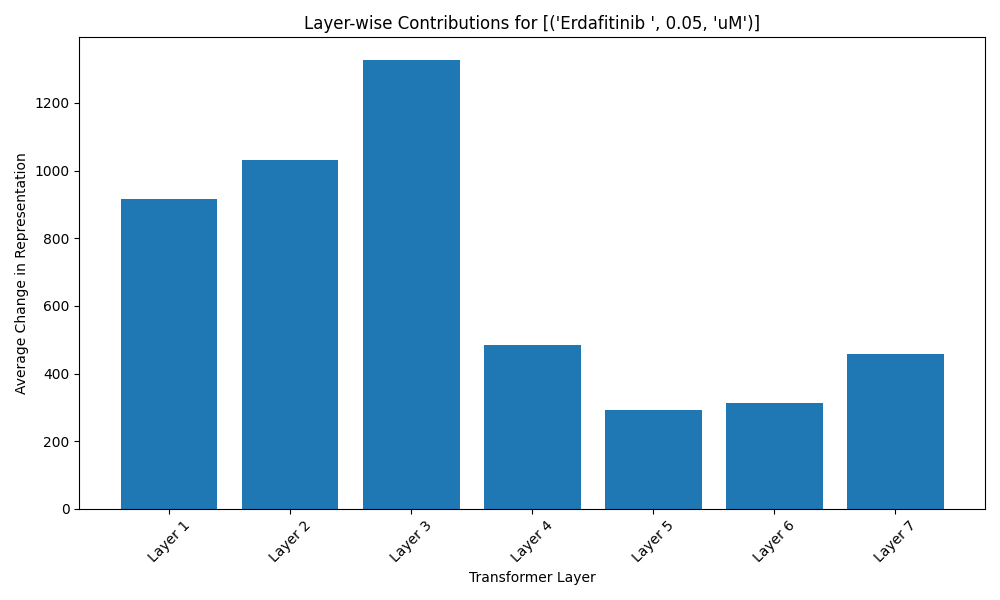 Layer-wise Contributions for [('Erdafitinib ', 0.05, 'uM')]
Average Change in Representation
1200
1000
800
600
400
200
0
Layer 1
Layer 2
Layer 3
Layer 4
Layer 5
Layer 6
Layer 7
Transformer Layer